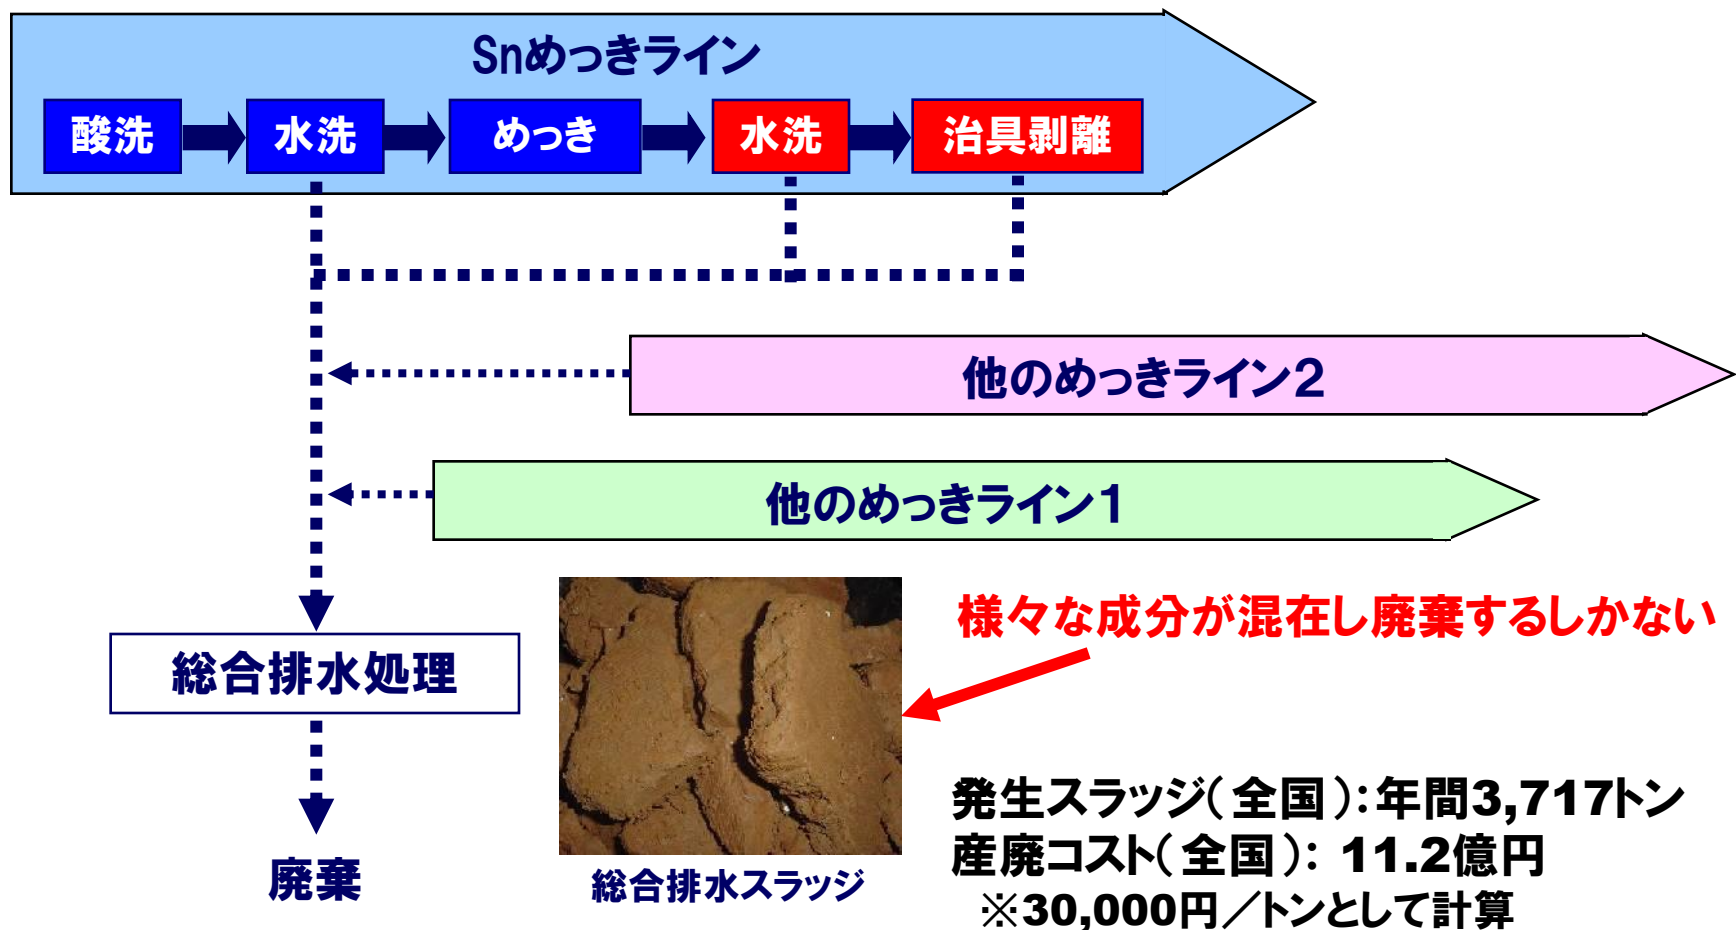 Snめっきライン
酸洗
水洗
めっき
水洗
治具剥離
他のめっきライン２
他のめっきライン１
総合排水処理
廃棄
総合排水スラッジ
様々な成分が混在し廃棄するしかない
発生スラッジ（全国）：年間3,717トン
産廃コスト（全国）： 11.2億円
※30,000円／トンとして計算